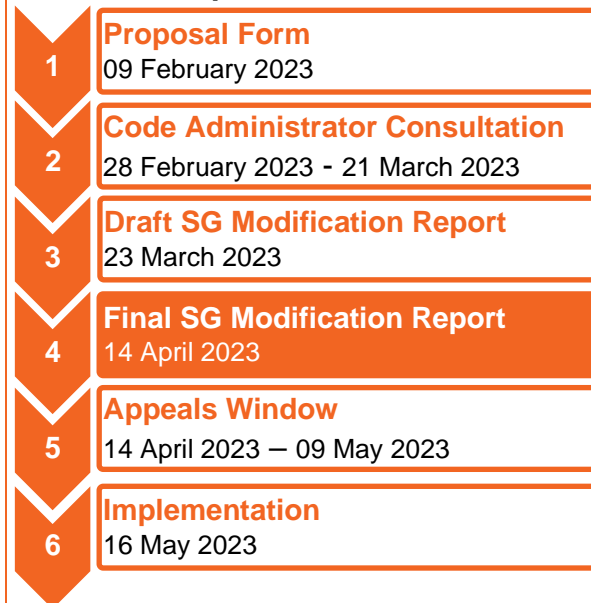 1
Proposal Form
09 February 2023
2
Code Administrator Consultation
28 February 2023 - 21 March 2023
3
Draft SG Modification Report
23 March 2023
4
Final SG Modification Report
14 April 2023
5
Appeals Window
14 April 2023 – 09 May 2023
6
Implementation
16 May 2023